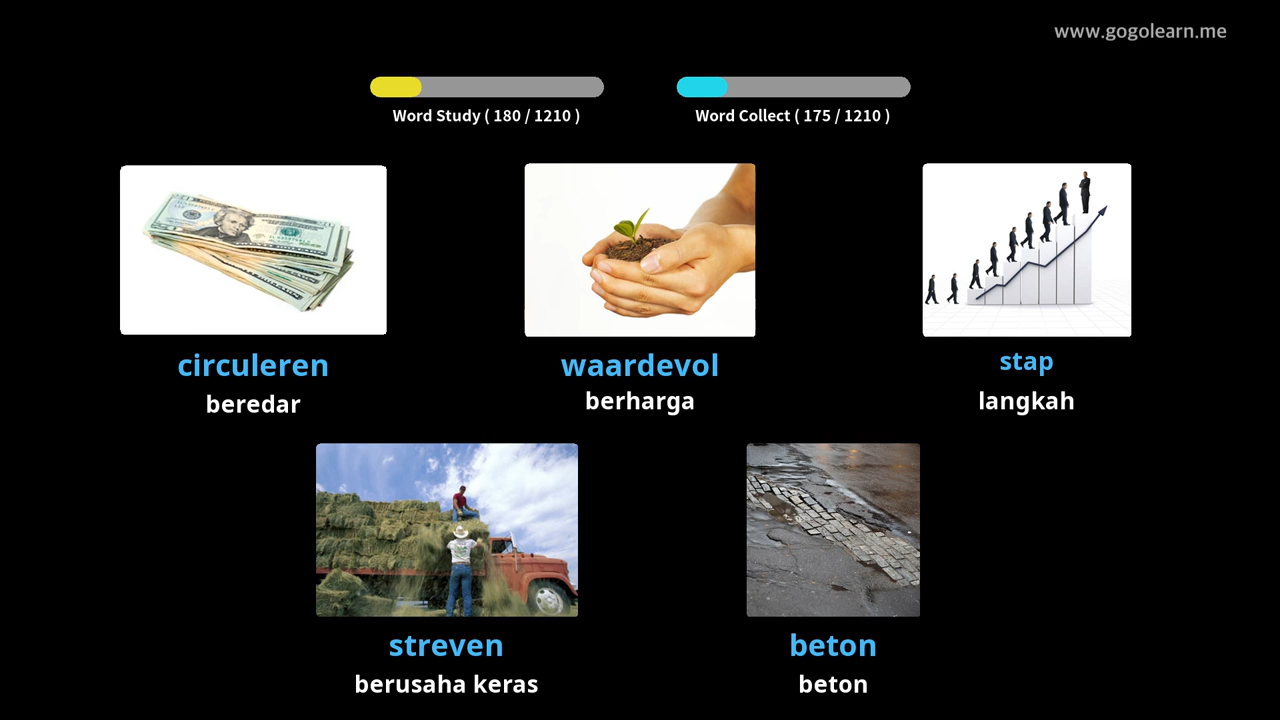 www.gogolearn.me
Word Study ( 180 / 1210 )
Word Collect ( 175 / 1210 )
circuleren
beredar
waardevol
berharga
stap
langkah
streven
berusaha keras
beton
beton